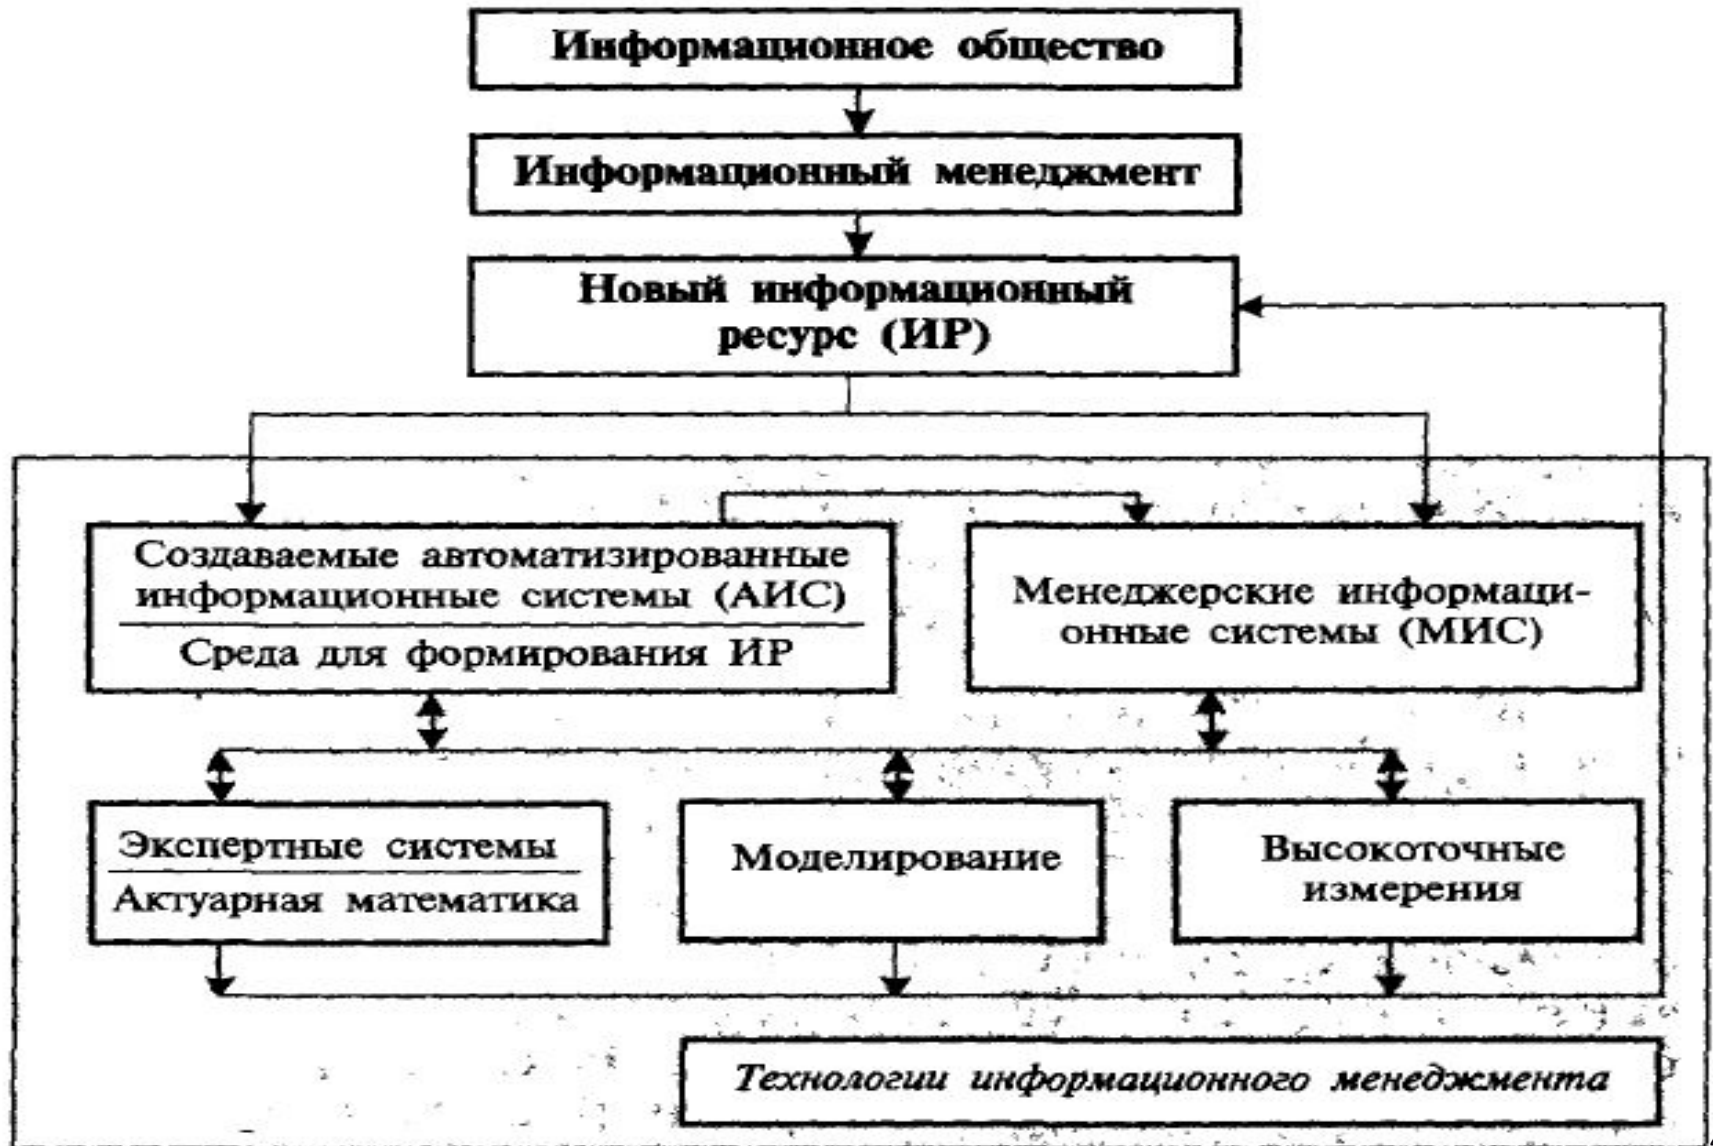 Информационное общество
Информационный менеджмент
Новый информационный
ресурс (ИР)
Создаваемые автоматизированные
информационные системы (АИС)
Среда для формирования ИР
Менеджерские информаци-
онные системы (МИС)
Экспертные системы
Актуарная математика
Моделирование
Высокоточные
измерения
Технологии информационного менеджмента